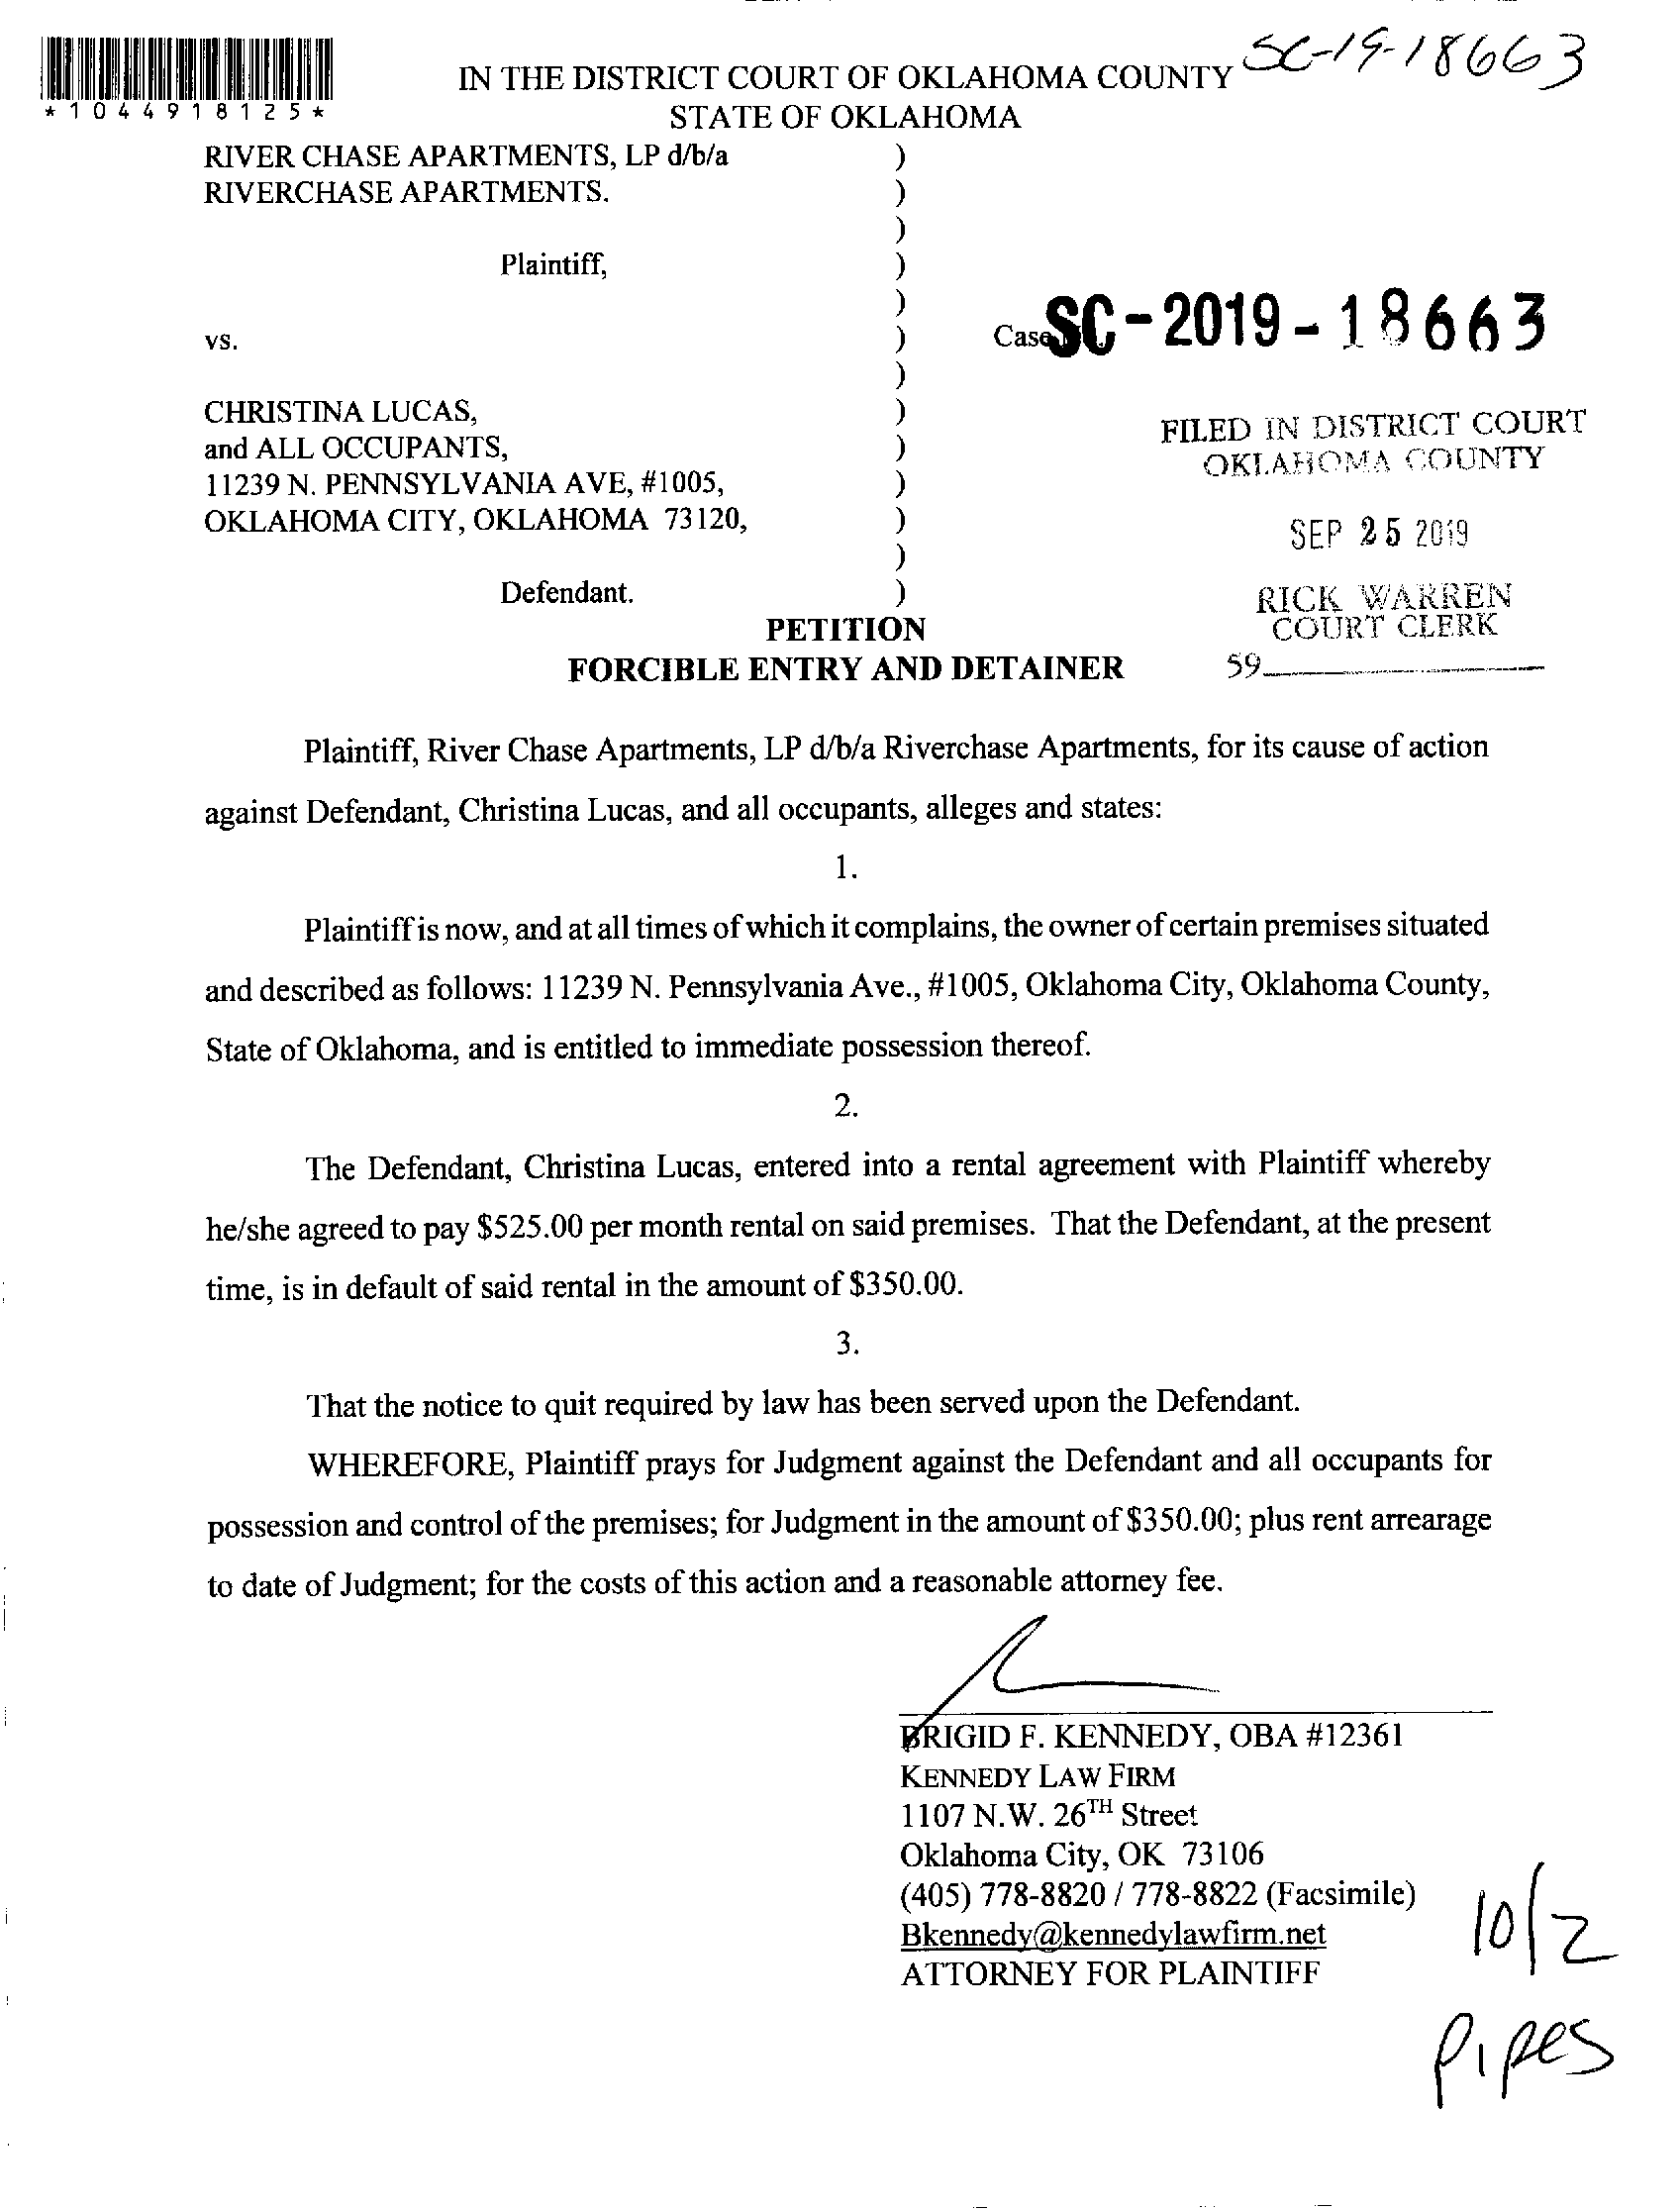 SC-19-18663
*1044918125*
IN THE DISTRICT COURT OF OKLAHOMA COUNTY
STATE OF OKLAHOMA
RIVER CHASE APARTMENTS, LP d/b/a )
RIVERCHASE APARTMENTS. )
)
Plaintiff, )
)
vs. ) Case SC-2019-18663
)
CHRISTINA LUCAS, )
and ALL OCCUPANTS, )
11239 N. PENNSYLVANIA AVE, #1005, )
OKLAHOMA CITY, OKLAHOMA 73120, )
)
Defendant. )
FILED IN DISTRICT COURT
OKLAHOMA COUNTY
SEP 25 2019
RICK WARREN
COURT CLERK
59
PETITION
FORCIBLE ENTRY AND DETAINER
Plaintiff, River Chase Apartments, LP d/b/a Riverchase Apartments, for its cause of action
against Defendant, Christina Lucas, and all occupants, alleges and states:
1.
Plaintiff is now, and at all times of which it complains, the owner of certain premises situated
and described as follows: 11239 N. Pennsylvania Ave., #1005, Oklahoma City, Oklahoma County,
State of Oklahoma, and is entitled to immediate possession thereof.
2.
The Defendant, Christina Lucas, entered into a rental agreement with Plaintiff whereby
he/she agreed to pay $525.00 per month rental on said premises. That the Defendant, at the present
time, is in default of said rental in the amount of $350.00.
3.
That the notice to quit required by law has been served upon the Defendant.
WHEREFORE, Plaintiff prays for Judgment against the Defendant and all occupants for
possession and control of the premises; for Judgment in the amount of $350.00; plus rent arrearage
to date of Judgment; for the costs of this action and a reasonable attorney fee.
BRIGID F. KENNEDY, OBA #12361
KENNEDY LAW FIRM
1107 N.W. 26TH Street
Oklahoma City, OK 73106
(405) 778-8820 / 778-8822 (Facsimile)
Bkennedy@kennedylawfirm.net
ATTORNEY FOR PLAINTIFF
10/2
Pipes